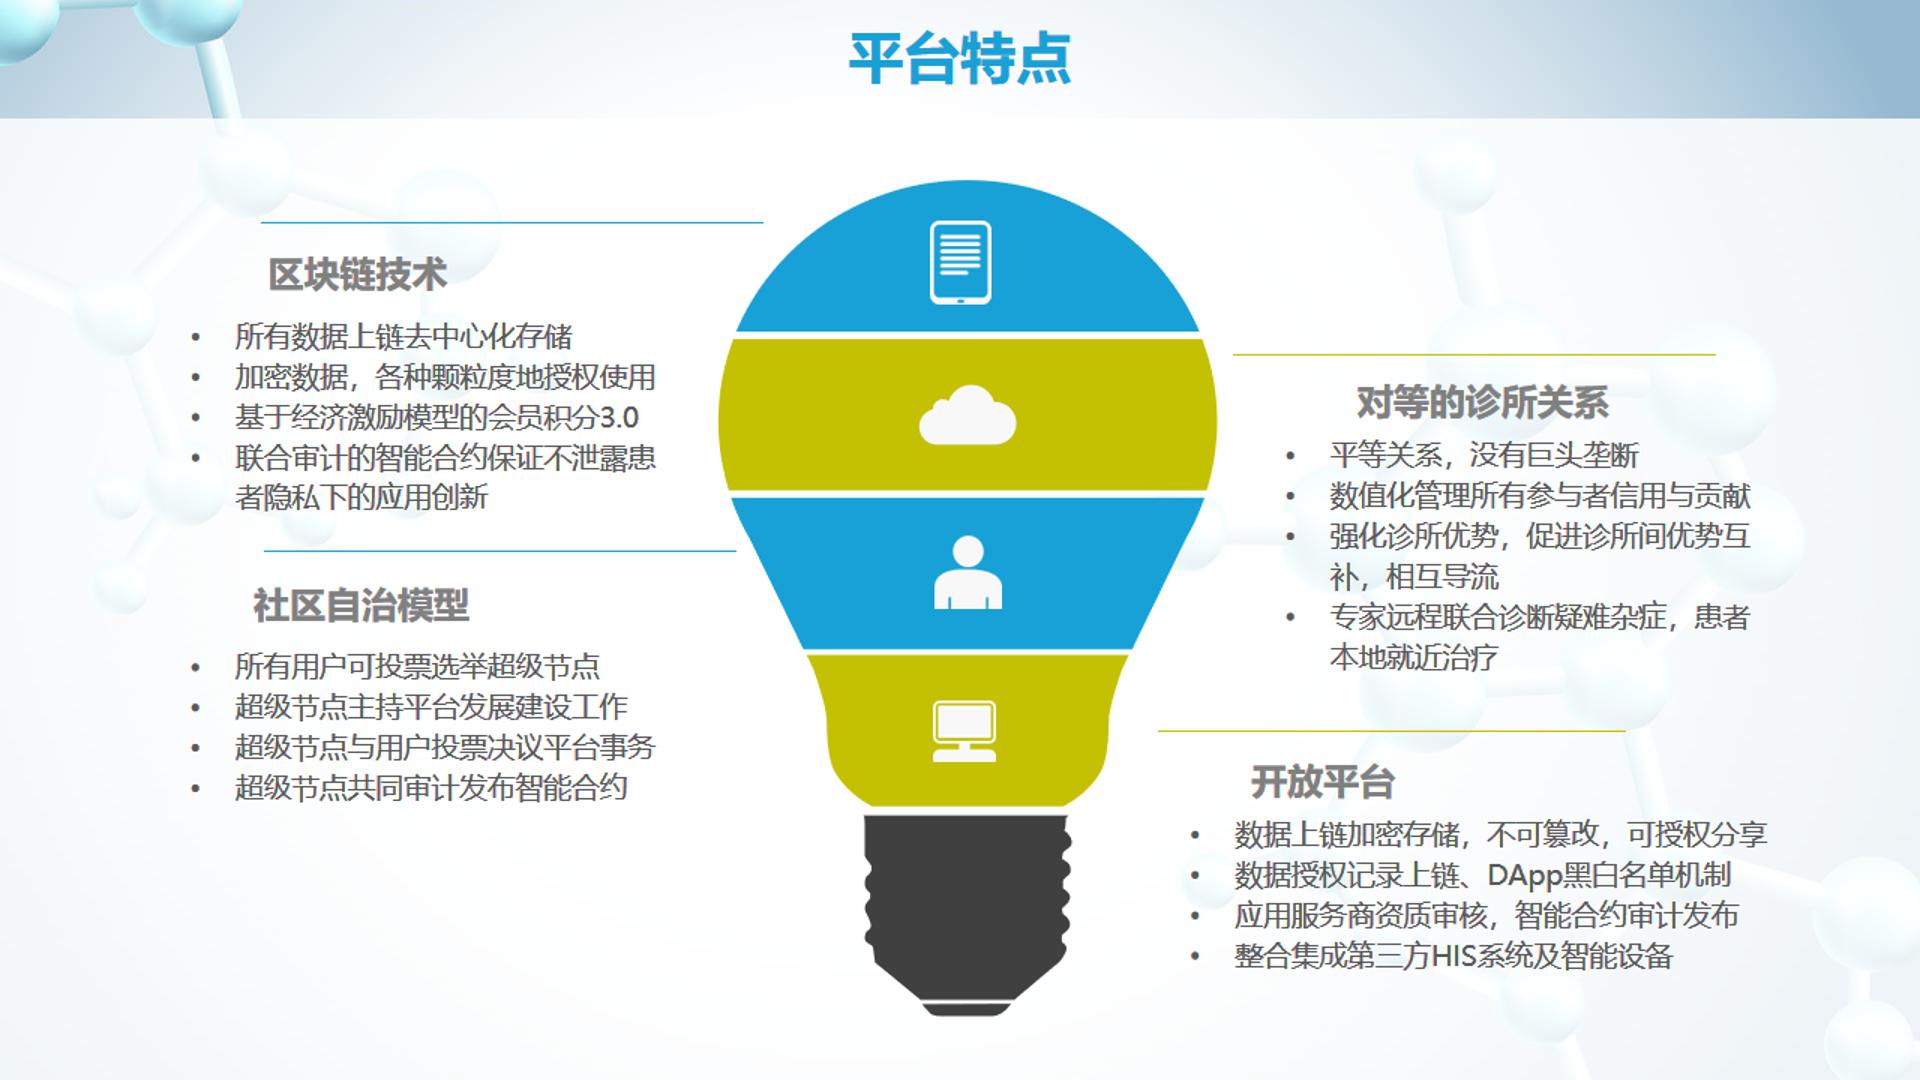 平台特点
区块链技术
• 所有数据上链去中心化存储
• 加密数据，各种颗粒度地授权使用
• 基于经济激励模型的会员积分3.0
• 联合审计的智能合约保证不泄露患
者隐私下的应用创新
社区自治模型
• 所有用户可投票选举超级节点
• 超级节点主持平台发展建设工作
• 超级节点与用户投票决议平台事务
• 超级节点共同审计发布智能合约
对等的诊所关系
• 平等关系，没有巨头垄断
• 数值化管理所有参与者信用与贡献
• 强化诊所优势，促进诊所间优势互
补，相互导流
• 专家远程联合诊断疑难杂症，患者
本地就近治疗
开放平台
• 数据上链加密存储，不可篡改，可授权分享
• 数据授权记录上链、DApp黑白名单机制
• 应用服务商资质审核，智能合约审计发布
• 整合集成第三方HIS系统及智能设备